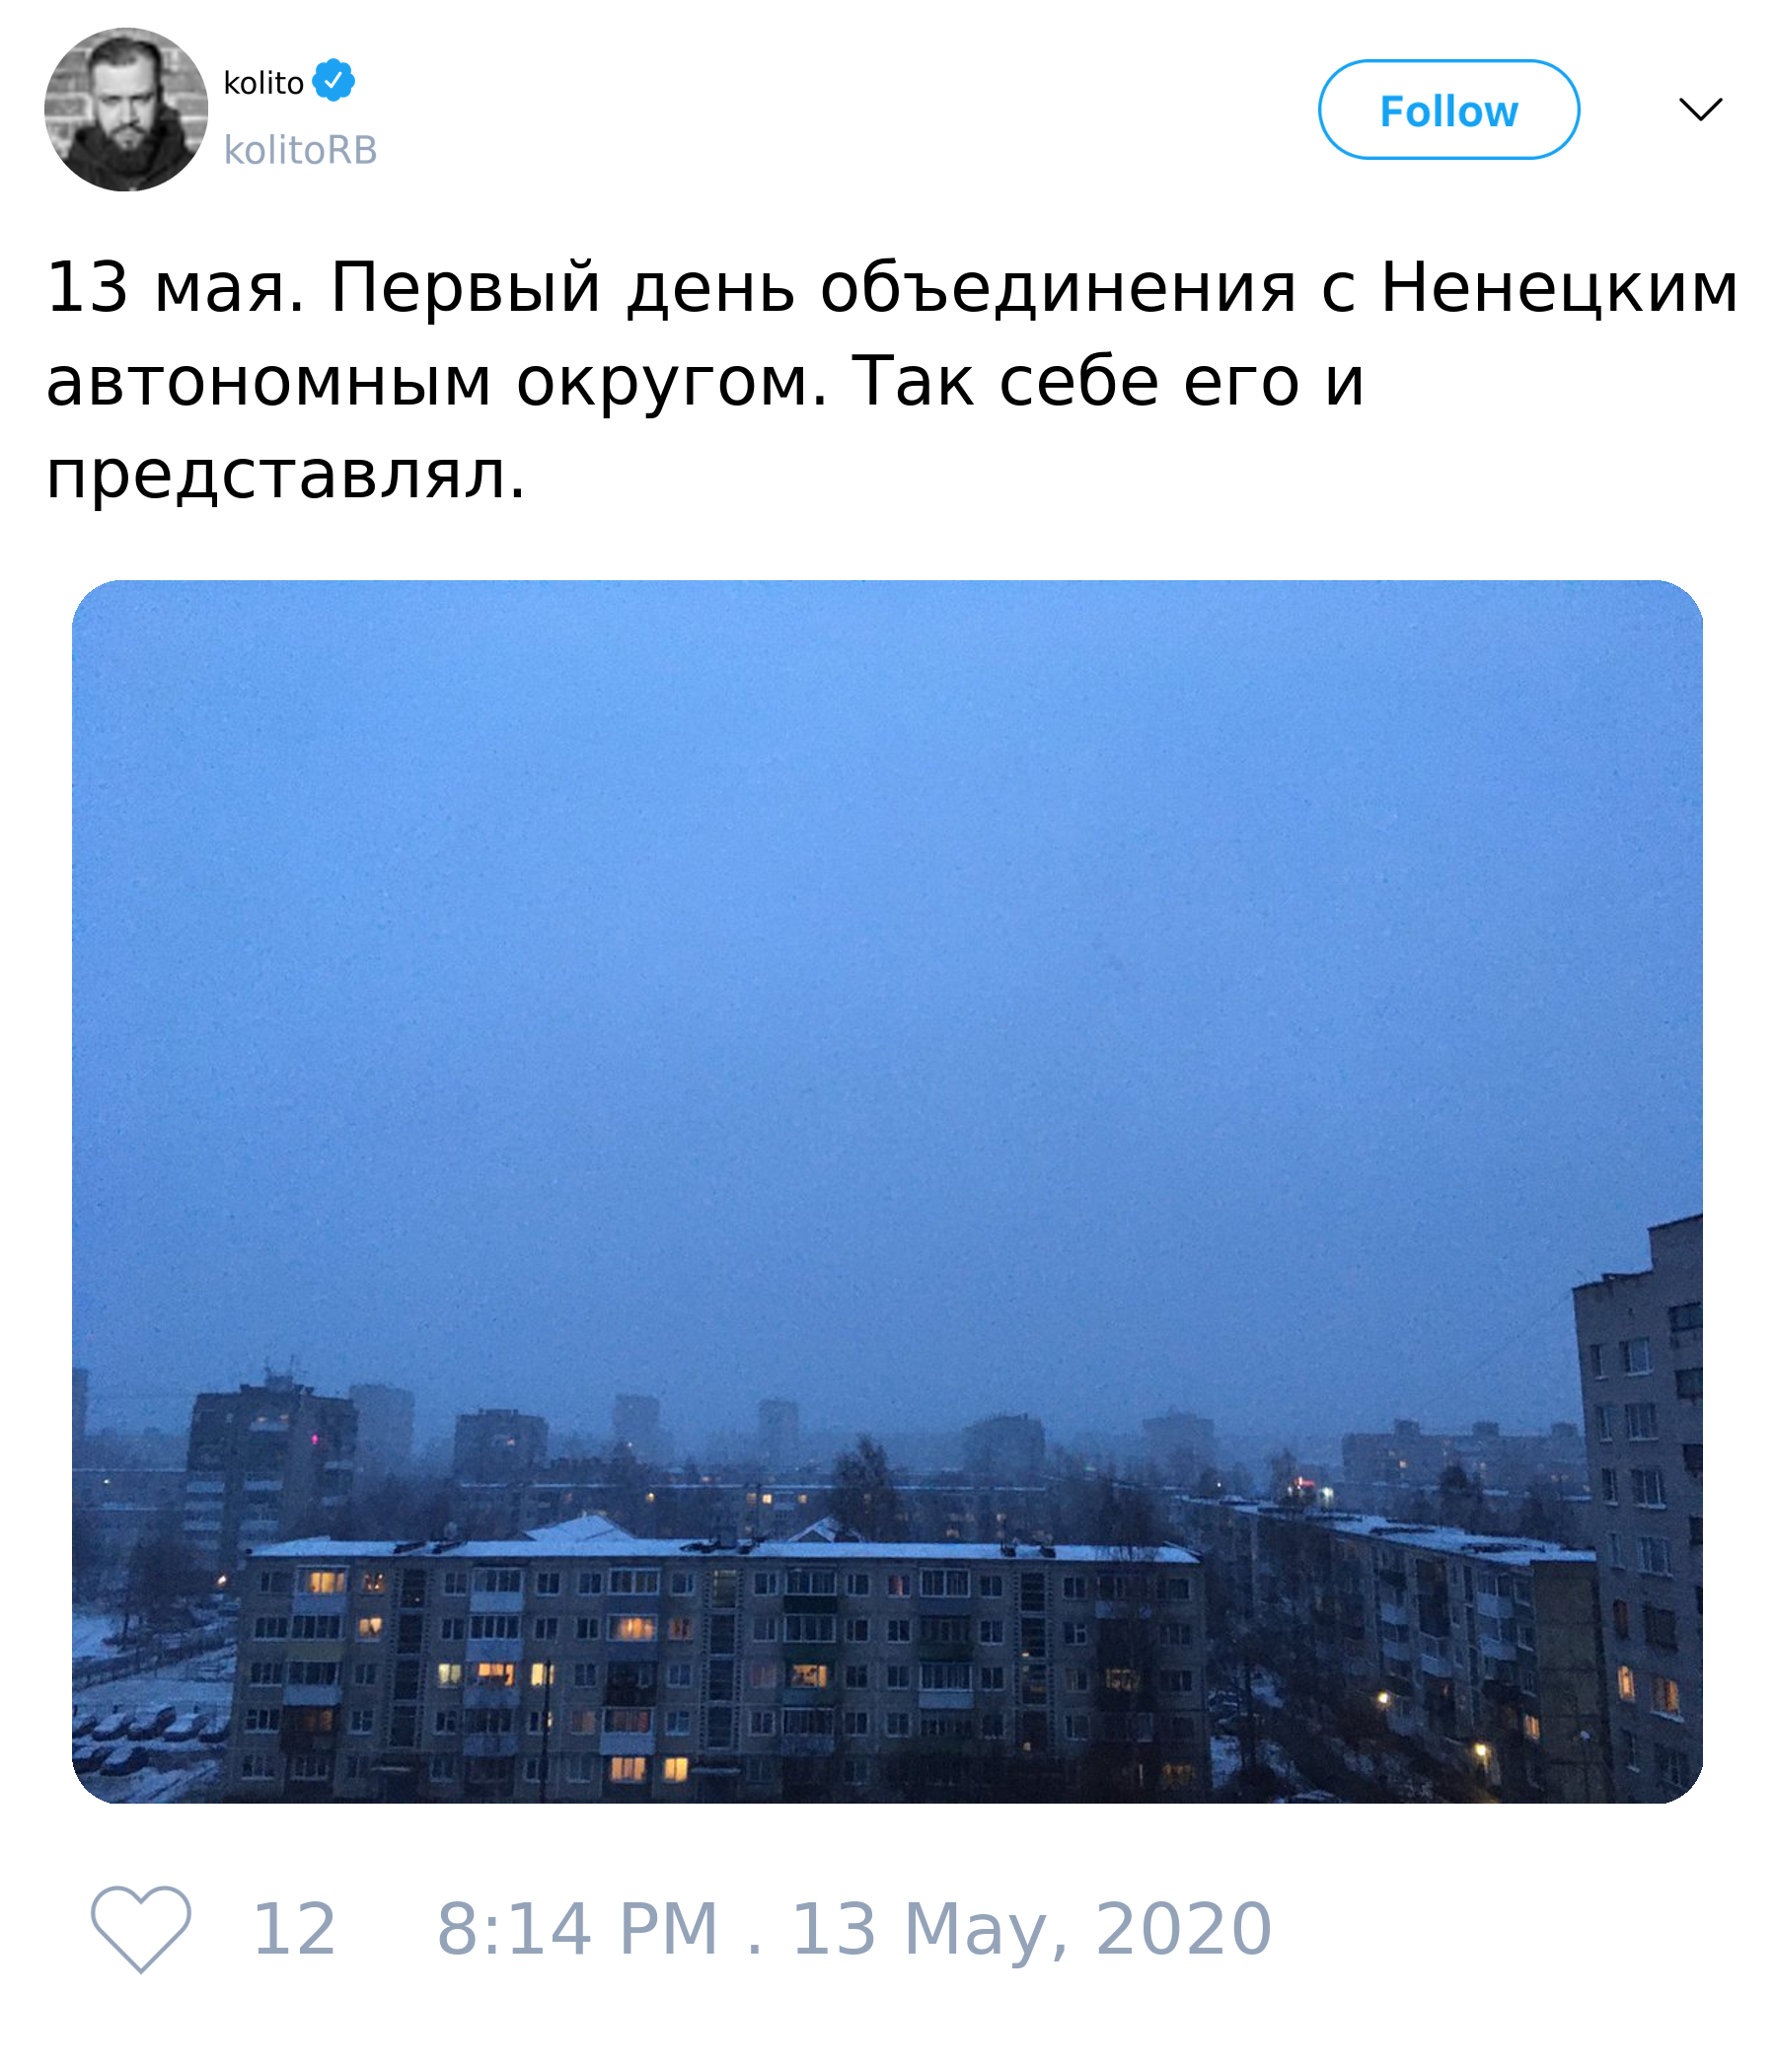 kolito
kolitoRB
Follow
13 мая. Первый день объединения с Ненецким
автономным округом. Так себе его и
представлял.
12 8:14 PM . 13 May, 2020